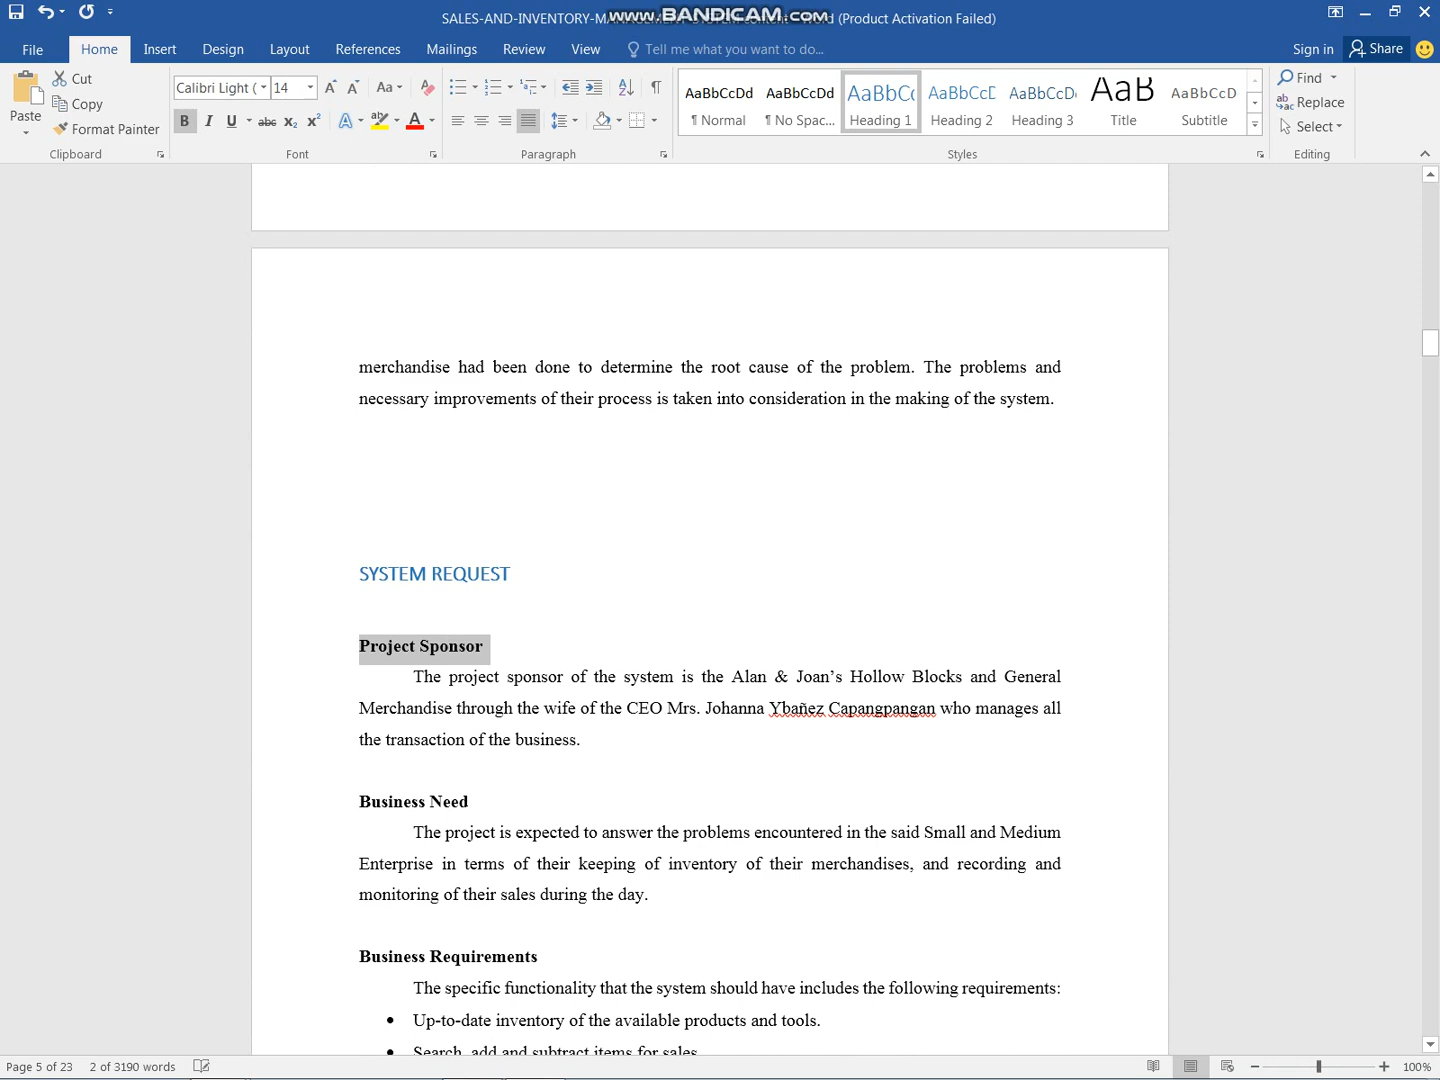 SALES-AND-INVENTORY-M
www.BANDICAM.com
(Product Activation Failed)
File Home Insert Design Layout References Mailings Review View Tell me what you want to do... Sign in Share
Paste Cut Copy Format Painter
Calibri Light ( 14 Aa
B I U abc x₂ x² A A
AaBbCcDd AaBbCcDd AaBbCc AaBbCcD AaBbCcD AaB AaBbCcD
¶ Normal ¶ No Spac... Heading 1 Heading 2 Heading 3 Title Subtitle
Find
Replace
Select
Clipboard Font Paragraph Styles Editing
merchandise had been done to determine the root cause of the problem. The problems and
necessary improvements of their process is taken into consideration in the making of the system.
SYSTEM REQUEST
Project Sponsor
The project sponsor of the system is the Alan & Joan’s Hollow Blocks and General
Merchandise through the wife of the CEO Mrs. Johanna Ybañez Capangpangan who manages all
the transaction of the business.
Business Need
The project is expected to answer the problems encountered in the said Small and Medium
Enterprise in terms of their keeping of inventory of their merchandises, and recording and
monitoring of their sales during the day.
Business Requirements
The specific functionality that the system should have includes the following requirements:
• Up-to-date inventory of the available products and tools.
• Search, add and subtract items for sales
Page 5 of 23 2 of 3190 words 100%